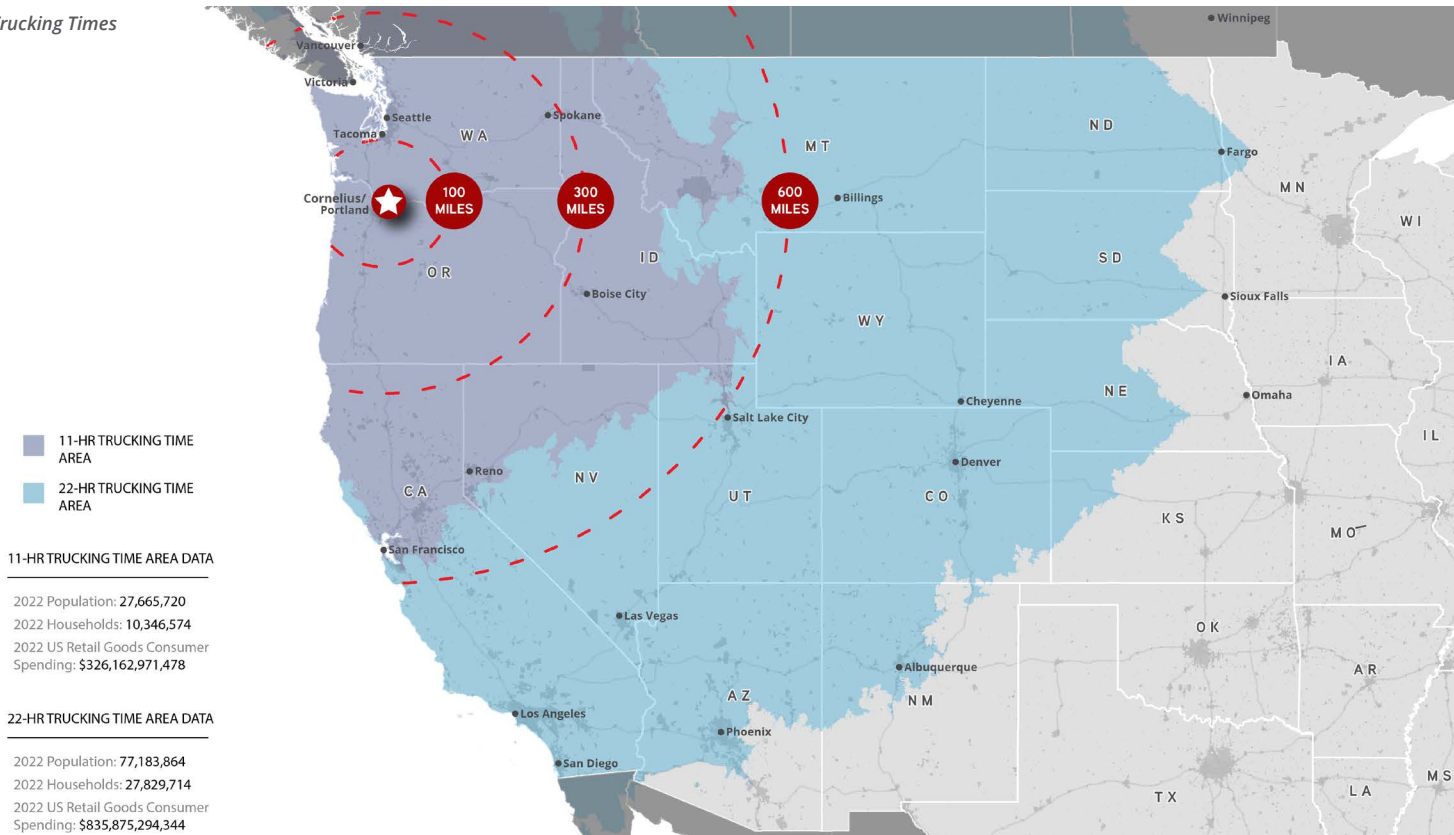 Trucking Times
11-HR TRUCKING TIME
AREA
22-HR TRUCKING TIME
AREA
11-HR TRUCKING TIME AREA DATA
2022 Population: 27,665,720
2022 Households: 10,346,574
2022 US Retail Goods Consumer
Spending: $326,162,971,478
22-HR TRUCKING TIME AREA DATA
2022 Population: 77,183,864
2022 Households: 27,829,714
2022 US Retail Goods Consumer
Spending: $835,875,294,344
Winnipeg
Vancouver
Victoria
Seattle
Spokane
Tacoma
WA
MT
ND
Fargo
MN
Cornelius/
Portland
100
MILES
300
MILES
600
MILES
Billings
WI
OR
ID
SD
Boise City
Sioux Falls
WY
IA
NE
Cheyenne
Omaha
Salt Lake City
IL
Reno
NV
Denver
CA
UT
CO
KS
MO
San Francisco
Las Vegas
OK
Albuquerque
AR
AZ
NM
Los Angeles
Phoenix
San Diego
MS
TX
LA